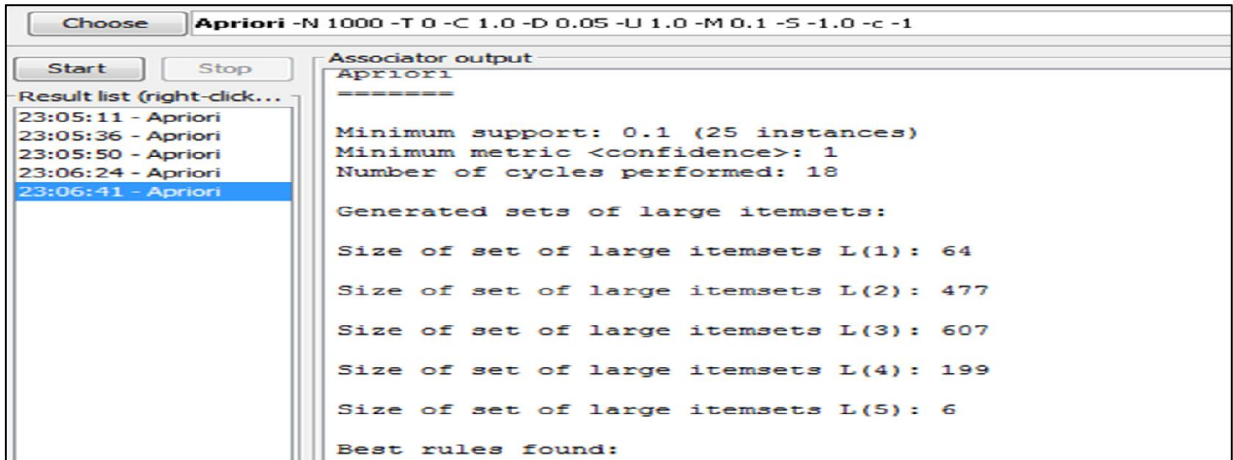 Choose Apriori -N 1000 -T 0 -C 1.0 -D 0.05 -U 1.0 -M 0.1 -S -1.0 -c -1
Start Stop
Result list (right-click...
23:05:11 - Apriori
23:05:36 - Apriori
23:05:50 - Apriori
23:06:24 - Apriori
23:06:41 - Apriori
Associator output
Apriori
=======
Minimum support: 0.1 (25 instances)
Minimum metric <confidence>: 1
Number of cycles performed: 18
Generated sets of large itemsets:
Size of set of large itemsets L(1): 64
Size of set of large itemsets L(2): 477
Size of set of large itemsets L(3): 607
Size of set of large itemsets L(4): 199
Size of set of large itemsets L(5): 6
Best rules found: